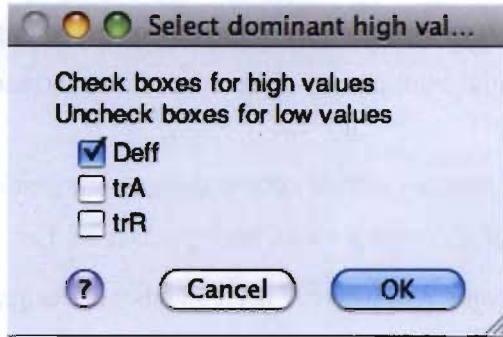 Select dominant high val...
Check boxes for high values
Uncheck boxes for low values
Deff
trA
trR
? Cancel OK